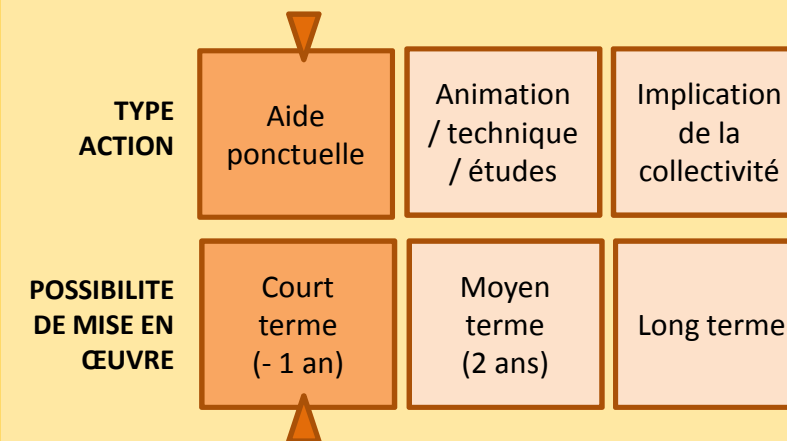 TYPE
ACTION
Aide
ponctuelle
Animation
/ technique
/ études
Implication
de la
collectivité
POSSIBILITE
DE MISE EN
ŒUVRE
Court
terme
(- 1 an)
Moyen
terme
(2 ans)
Long terme